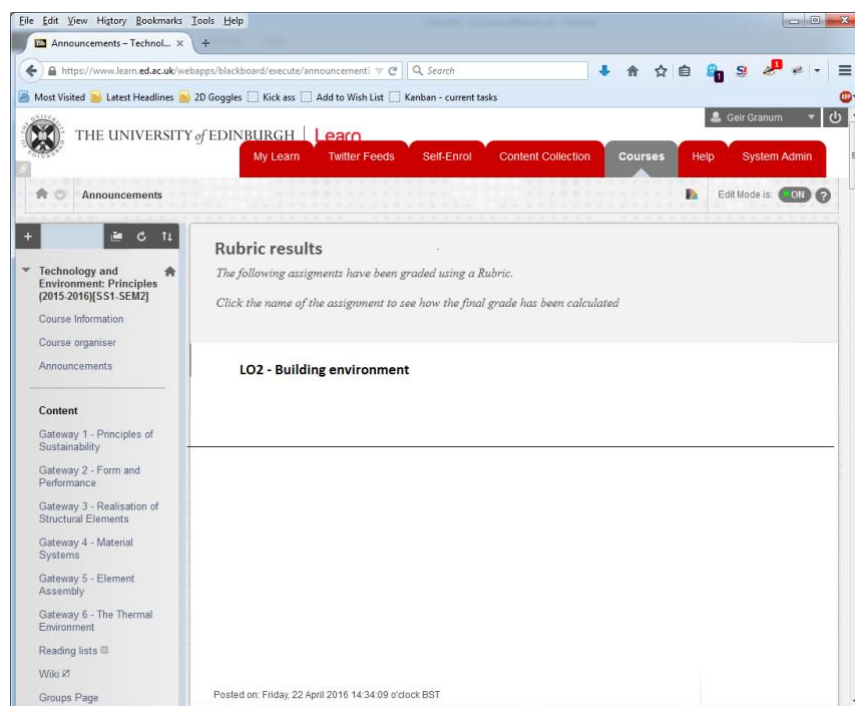 File Edit View History Bookmarks Tools Help
Announcements – Technol... × +
https://www.learn.ed.ac.uk/webapps/blackboard/execute/announcement Search
Most Visited Latest Headlines 2D Goggles Kick ass Add to Wish List Kanban - current tasks
Geir Granum
THE UNIVERSITY of EDINBURGH | Learn
My Learn Twitter Feeds Self-Enrol Content Collection Courses Help System Admin
Announcements Edit Mode is: ON ?
Rubric results
The following assigments have been graded using a Rubric.
Click the name of the assignment to see how the final grade has been calculated
LO2 - Building environment
Posted on: Friday, 22 April 2016 14:34:09 o'clock BST
Technology and
Environment: Principles
(2015-2016)[SS1-SEM2]
Course Information
Course organiser
Announcements
Content
Gateway 1 - Principles of
Sustainability
Gateway 2 - Form and
Performance
Gateway 3 - Realisation of
Structural Elements
Gateway 4 - Material
Systems
Gateway 5 - Element
Assembly
Gateway 6 - The Thermal
Environment
Reading lists
Wiki
Groups Page